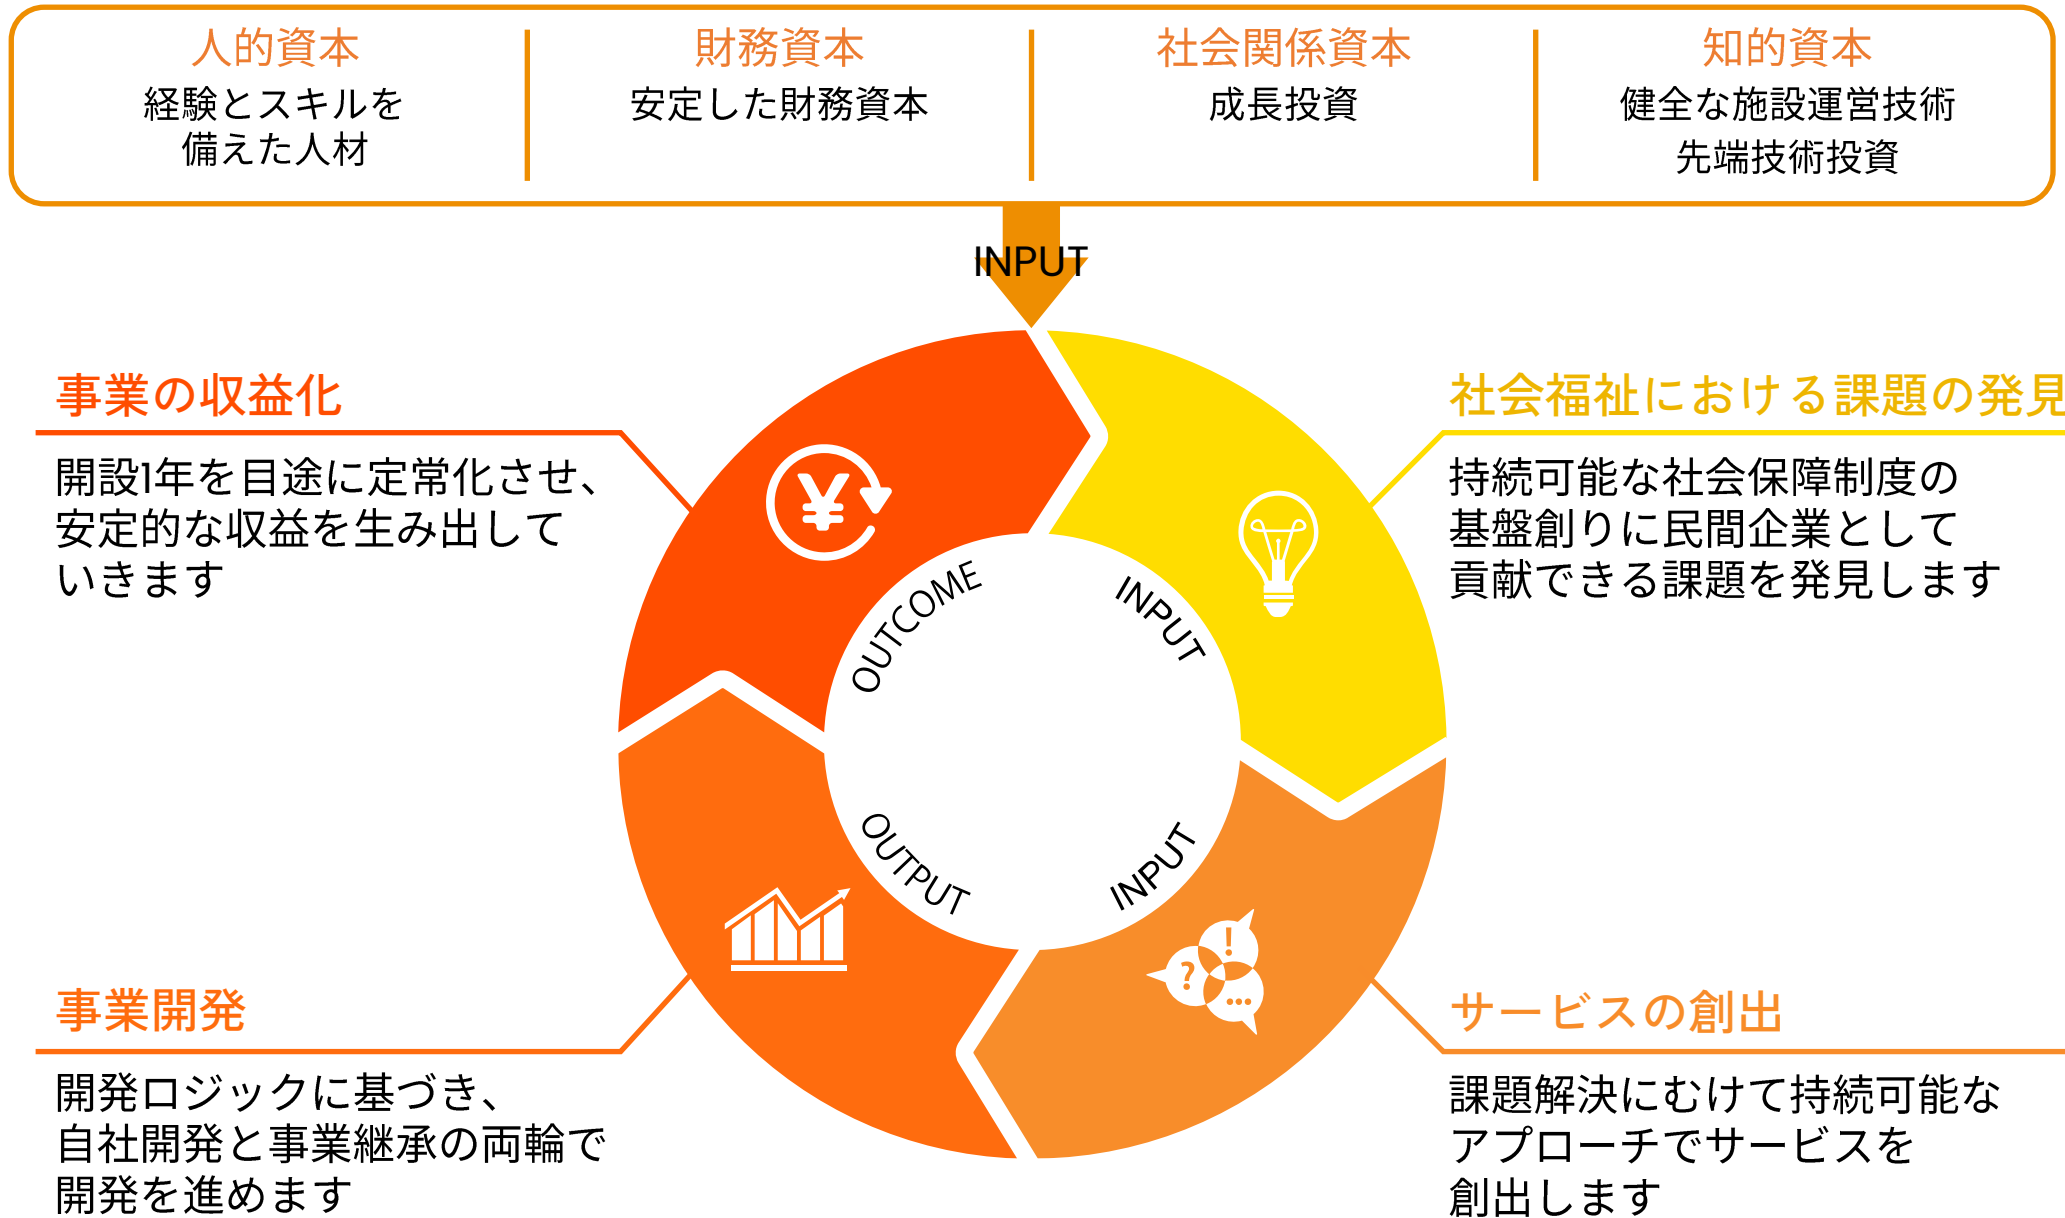 人的資本
経験とスキルを
備えた人材
財務資本
安定した財務資本
社会関係資本
成長投資
知的資本
健全な施設運営技術
先端技術投資
INPUT
事業の収益化
開設1年を目途に定常化させ、
安定的な収益を生み出して
いきます
社会福祉における課題の発見
持続可能な社会保障制度の
基盤創りに民間企業として
貢献できる課題を発見します
¥
OUTCOME
INPUT
OUTPUT
INPUT
!
?
...
事業開発
開発ロジックに基づき、
自社開発と事業継承の両輪で
開発を進めます
サービスの創出
課題解決にむけて持続可能な
アプローチでサービスを
創出します